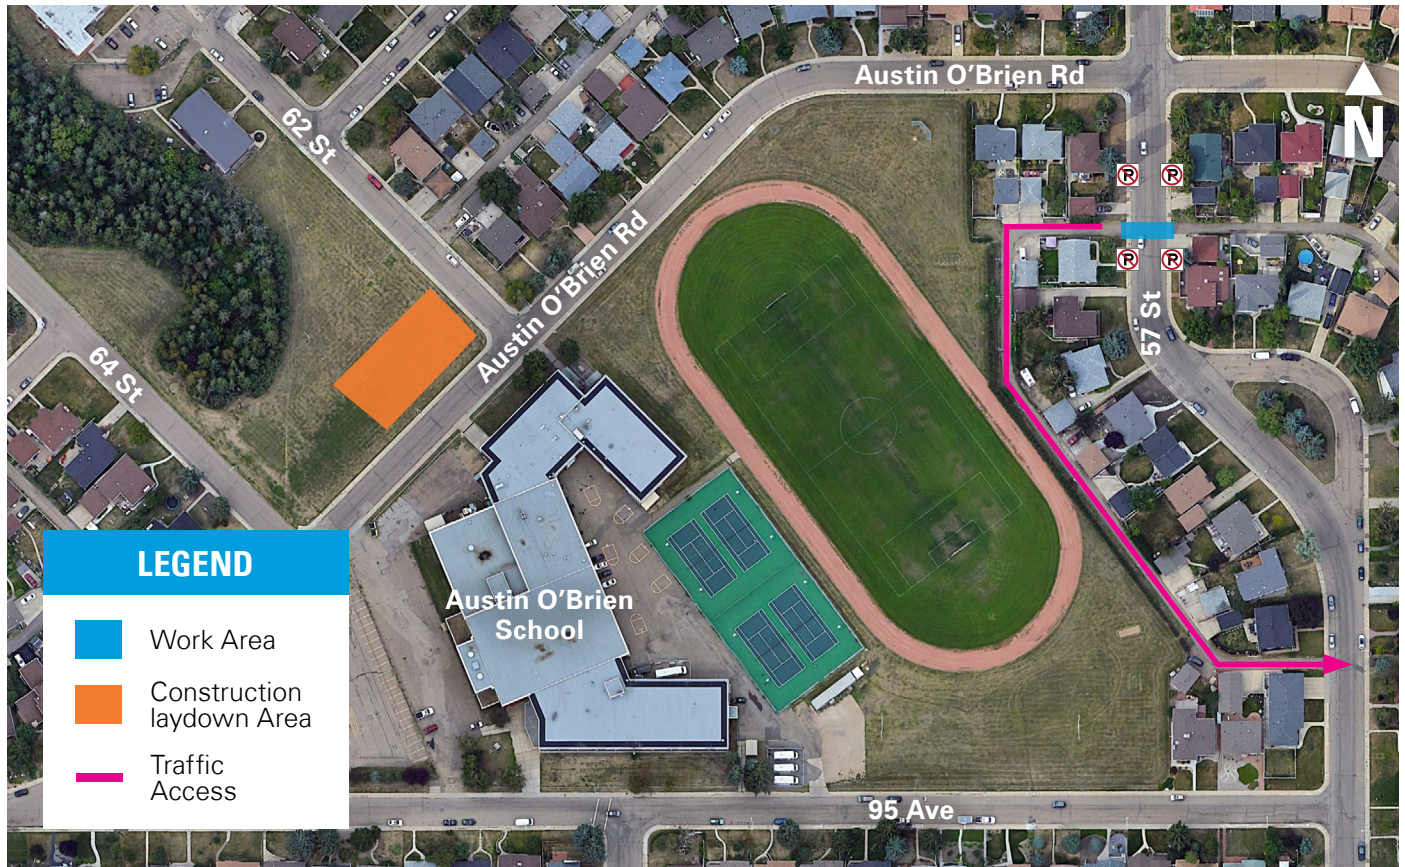 Austin O'Brien Rd
N
62 St
P
P
Austin O'Brien Rd
P
P
57 St
64 St
LEGEND
Work Area
Construction
laydown Area
Traffic
Access
Austin O'Brien
School
95 Ave